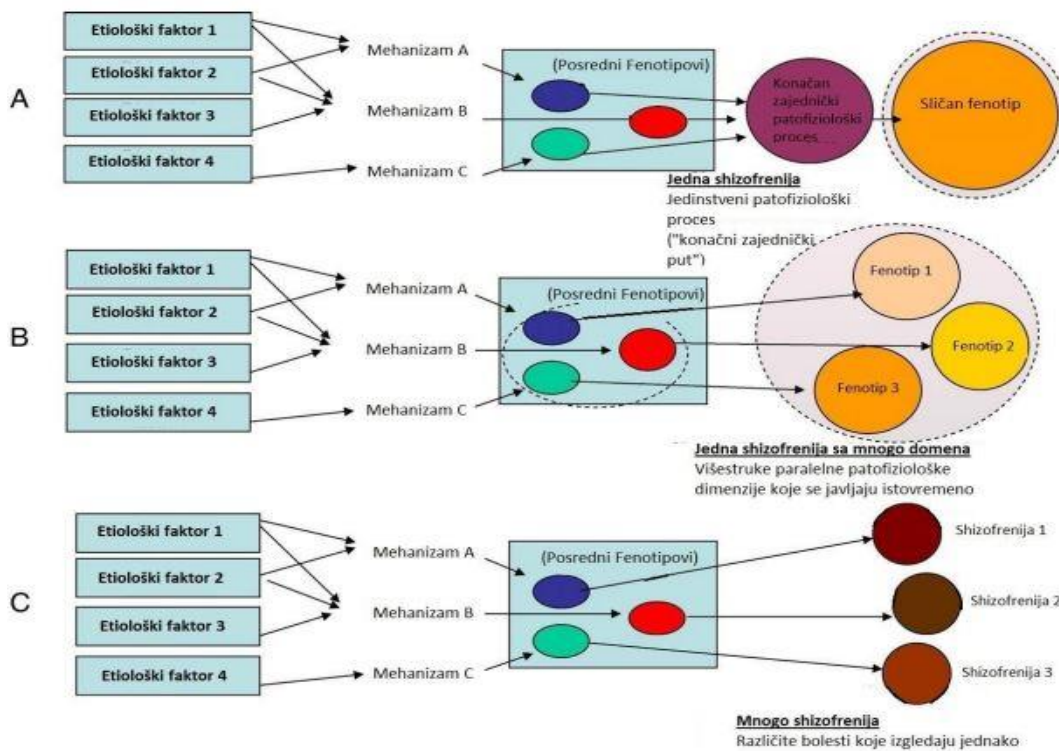 A
Etiološki faktor 1
Etiološki faktor 2
Etiološki faktor 3
Etiološki faktor 4
Mehanizam A
Mehanizam B
Mehanizam C
(Posredni Fenotipovi)
Konačan
zajednički
patofiziološki
proces
Sličan fenotip
Jedna shizofrenija
Jedinstveni patofiziološki
proces
("konačni zajednički
put")
B
Etiološki faktor 1
Etiološki faktor 2
Etiološki faktor 3
Etiološki faktor 4
Mehanizam A
Mehanizam B
Mehanizam C
(Posredni Fenotipovi)
Fenotip 1
Fenotip 2
Fenotip 3
Jedna shizofrenija sa mnogo domena
Višestruke paralelne patofiziološke
dimenzije koje se javljaju istovremeno
C
Etiološki faktor 1
Etiološki faktor 2
Etiološki faktor 3
Etiološki faktor 4
Mehanizam A
Mehanizam B
Mehanizam C
(Posredni Fenotipovi)
Shizofrenija 1
Shizofrenija 2
Shizofrenija 3
Mnogo shizofrenija
Različite bolesti koje izgledaju jednako